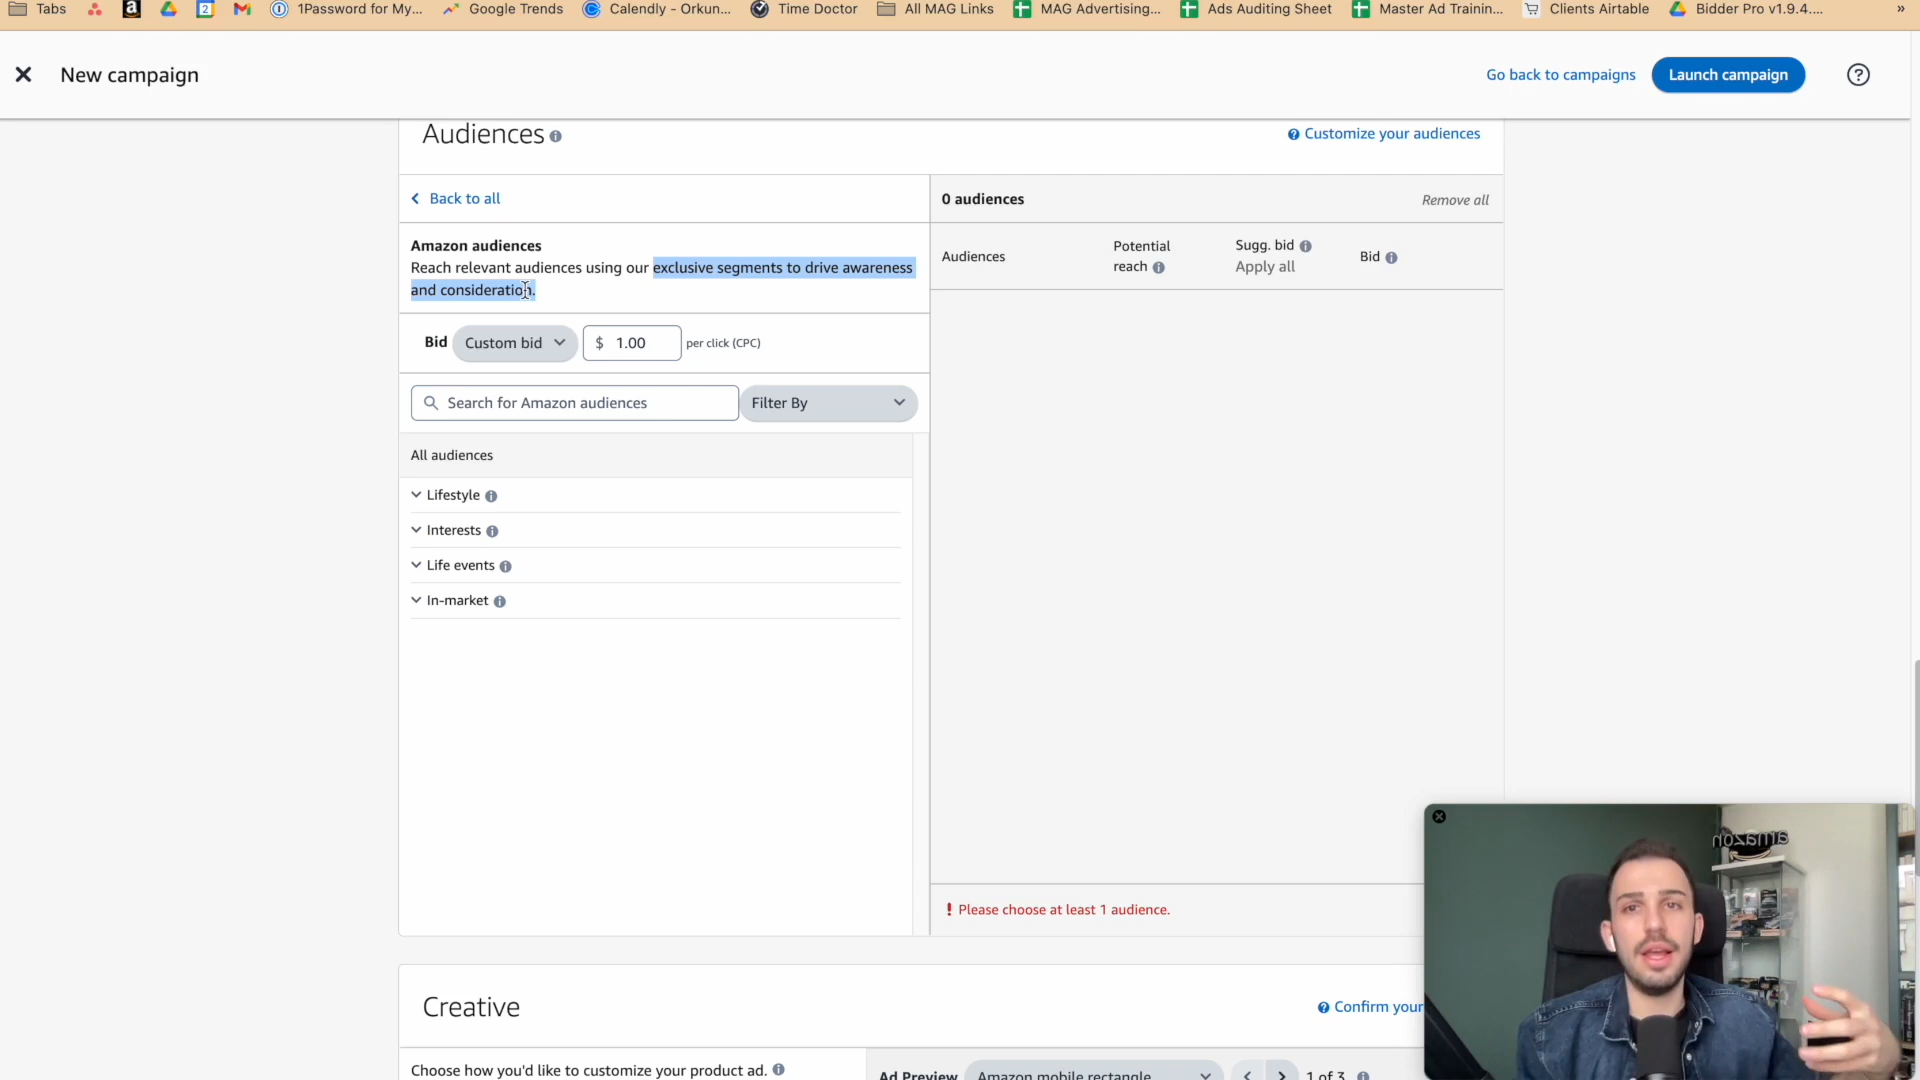 Tabs
1Password for My...
Google Trends
Calendly - Orkun...
Time Doctor
All MAG Links
MAG Advertising...
Ads Auditing Sheet
Master Ad Trainin...
Clients Airtable
Bidder Pro v1.9.4....
»
New campaign
Go back to campaigns
Launch campaign
Audiences
Customize your audiences
Back to all
0 audiences
Remove all
Amazon audiences
Reach relevant audiences using our exclusive segments to drive awareness
and consideration.
Audiences
Potential
reach
Sugg. bid
Apply all
Bid
Bid
Custom bid
$ 1.00
per click (CPC)
Search for Amazon audiences
Filter By
All audiences
Lifestyle
Interests
Life events
In-market
Please choose at least 1 audience.
amazon
Creative
Confirm your
Choose how you'd like to customize your product ad.
Ad Preview
Amazon mobile rectangle
1 of 3